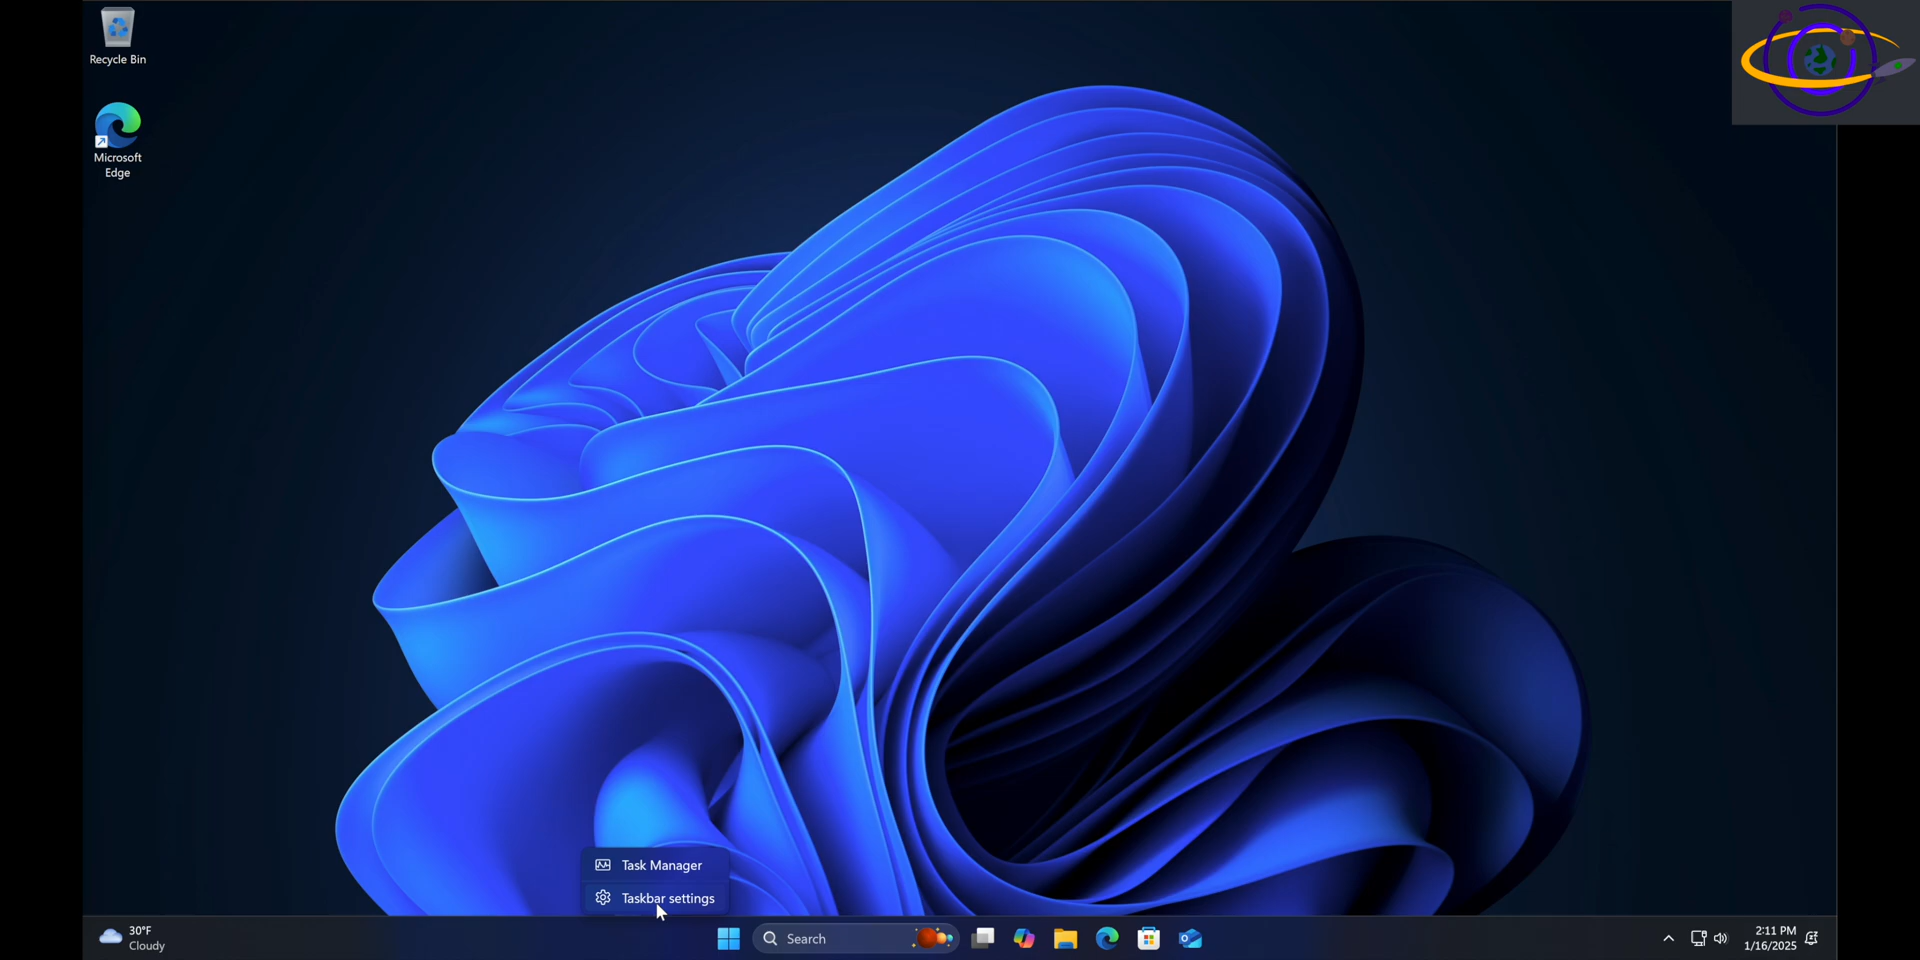 Recycle Bin
Microsoft
Edge
Task Manager
Taskbar settings
30°F
Cloudy
Search
2:11 PM
1/16/2025